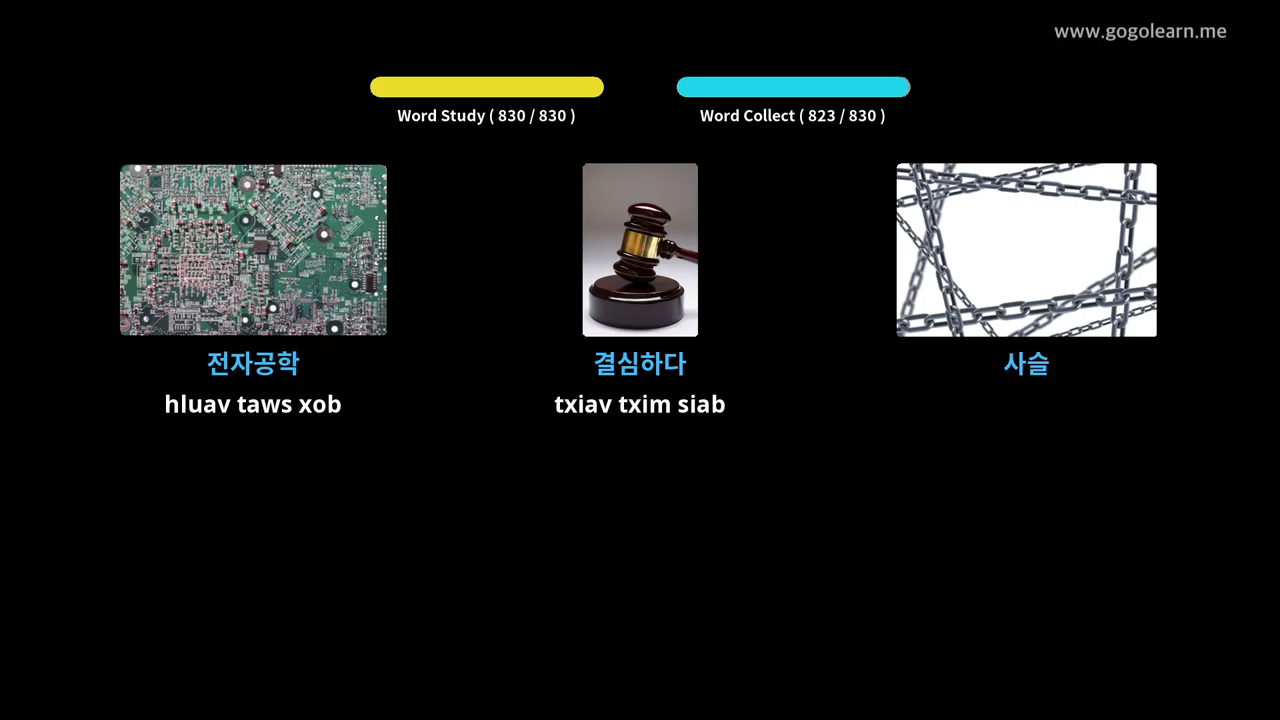 www.gogolearn.me
Word Study ( 830 / 830 )
Word Collect ( 823 / 830 )
전자공학
결심하다
사슬
hluav taws xob
txiav txim siab